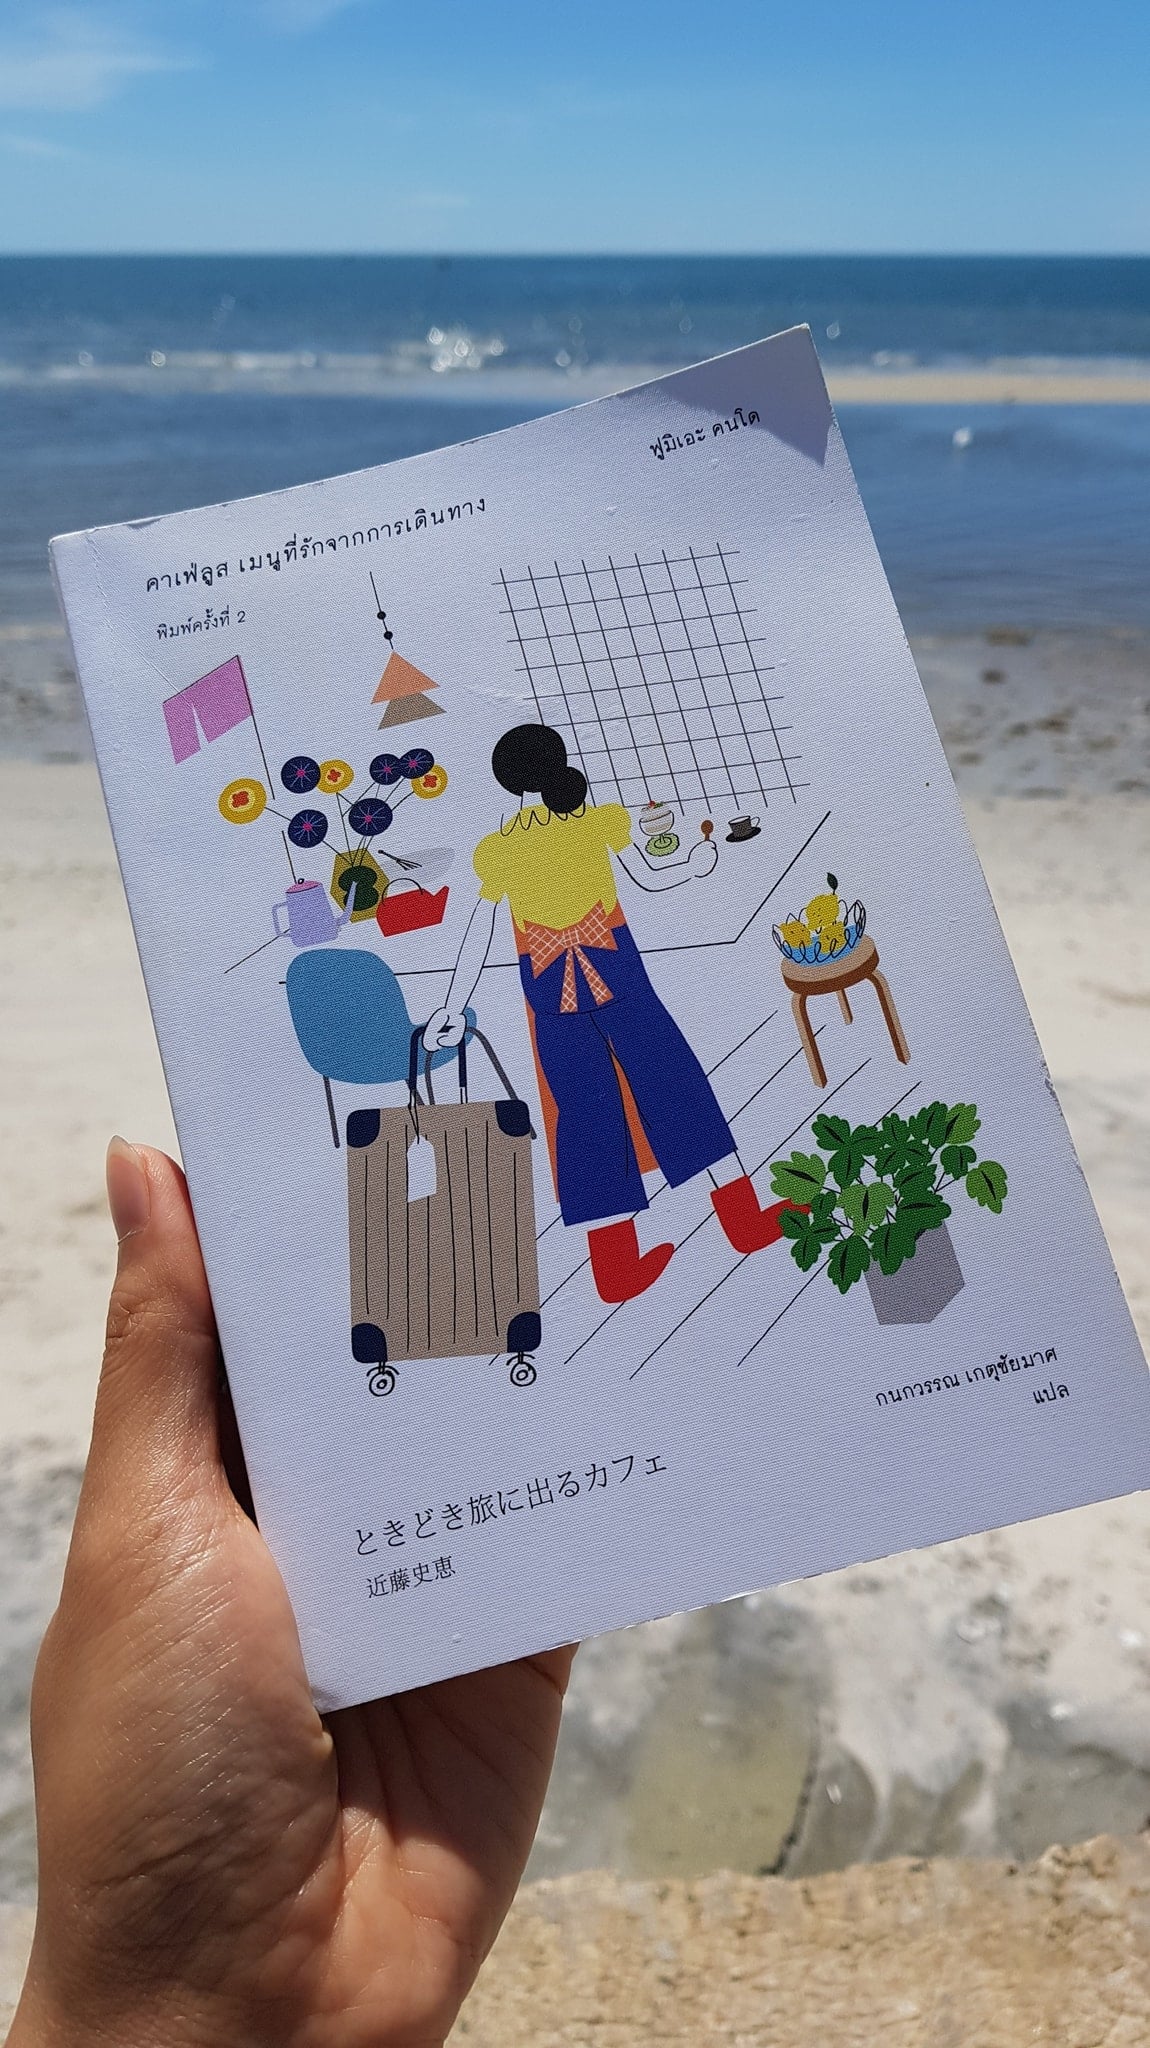 ฟูมิเอะ คนโด
คาเฟ่ลูส เมนูที่รักจากการเดินทาง
พิมพ์ครั้งที่ 2
กนกวรรณ เกตุชัยมาศ
แปล
ときどき旅に出るカフェ
近藤史恵